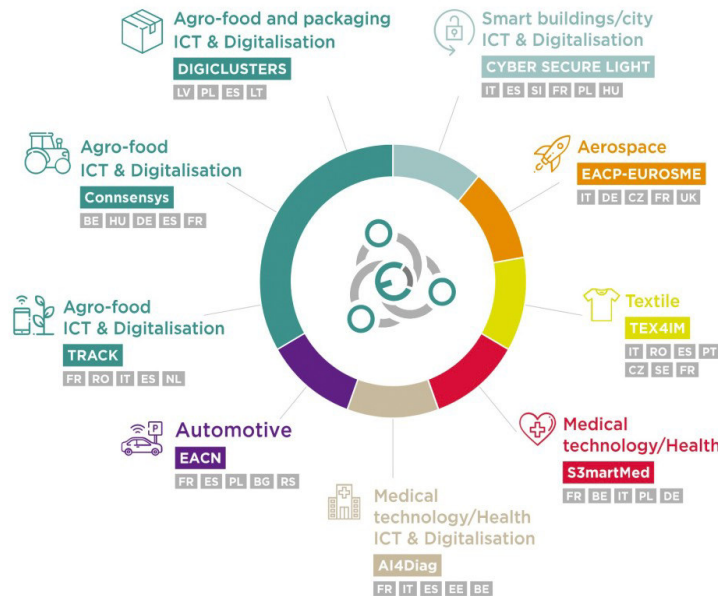 Agro-food and packaging
ICT & Digitalisation
DIGICLUSTERS
LV PL ES LT
Smart buildings/city
ICT & Digitalisation
CYBER SECURE LIGHT
IT ES SI FR PL HU
Agro-food
ICT & Digitalisation
Connsensys
BE HU DE ES FR
Aerospace
EACP-EUROSME
IT DE CZ FR UK
Agro-food
ICT & Digitalisation
TRACK
FR RO IT ES NL
Textile
TEX4IM
IT RO ES PT
CZ SE FR
Automotive
EACN
FR ES PL BG RS
P
Medical
technology/Health
S3martMed
FR BE IT PL DE
Medical
technology/Health
ICT & Digitalisation
AI4Diag
FR IT ES EE BE